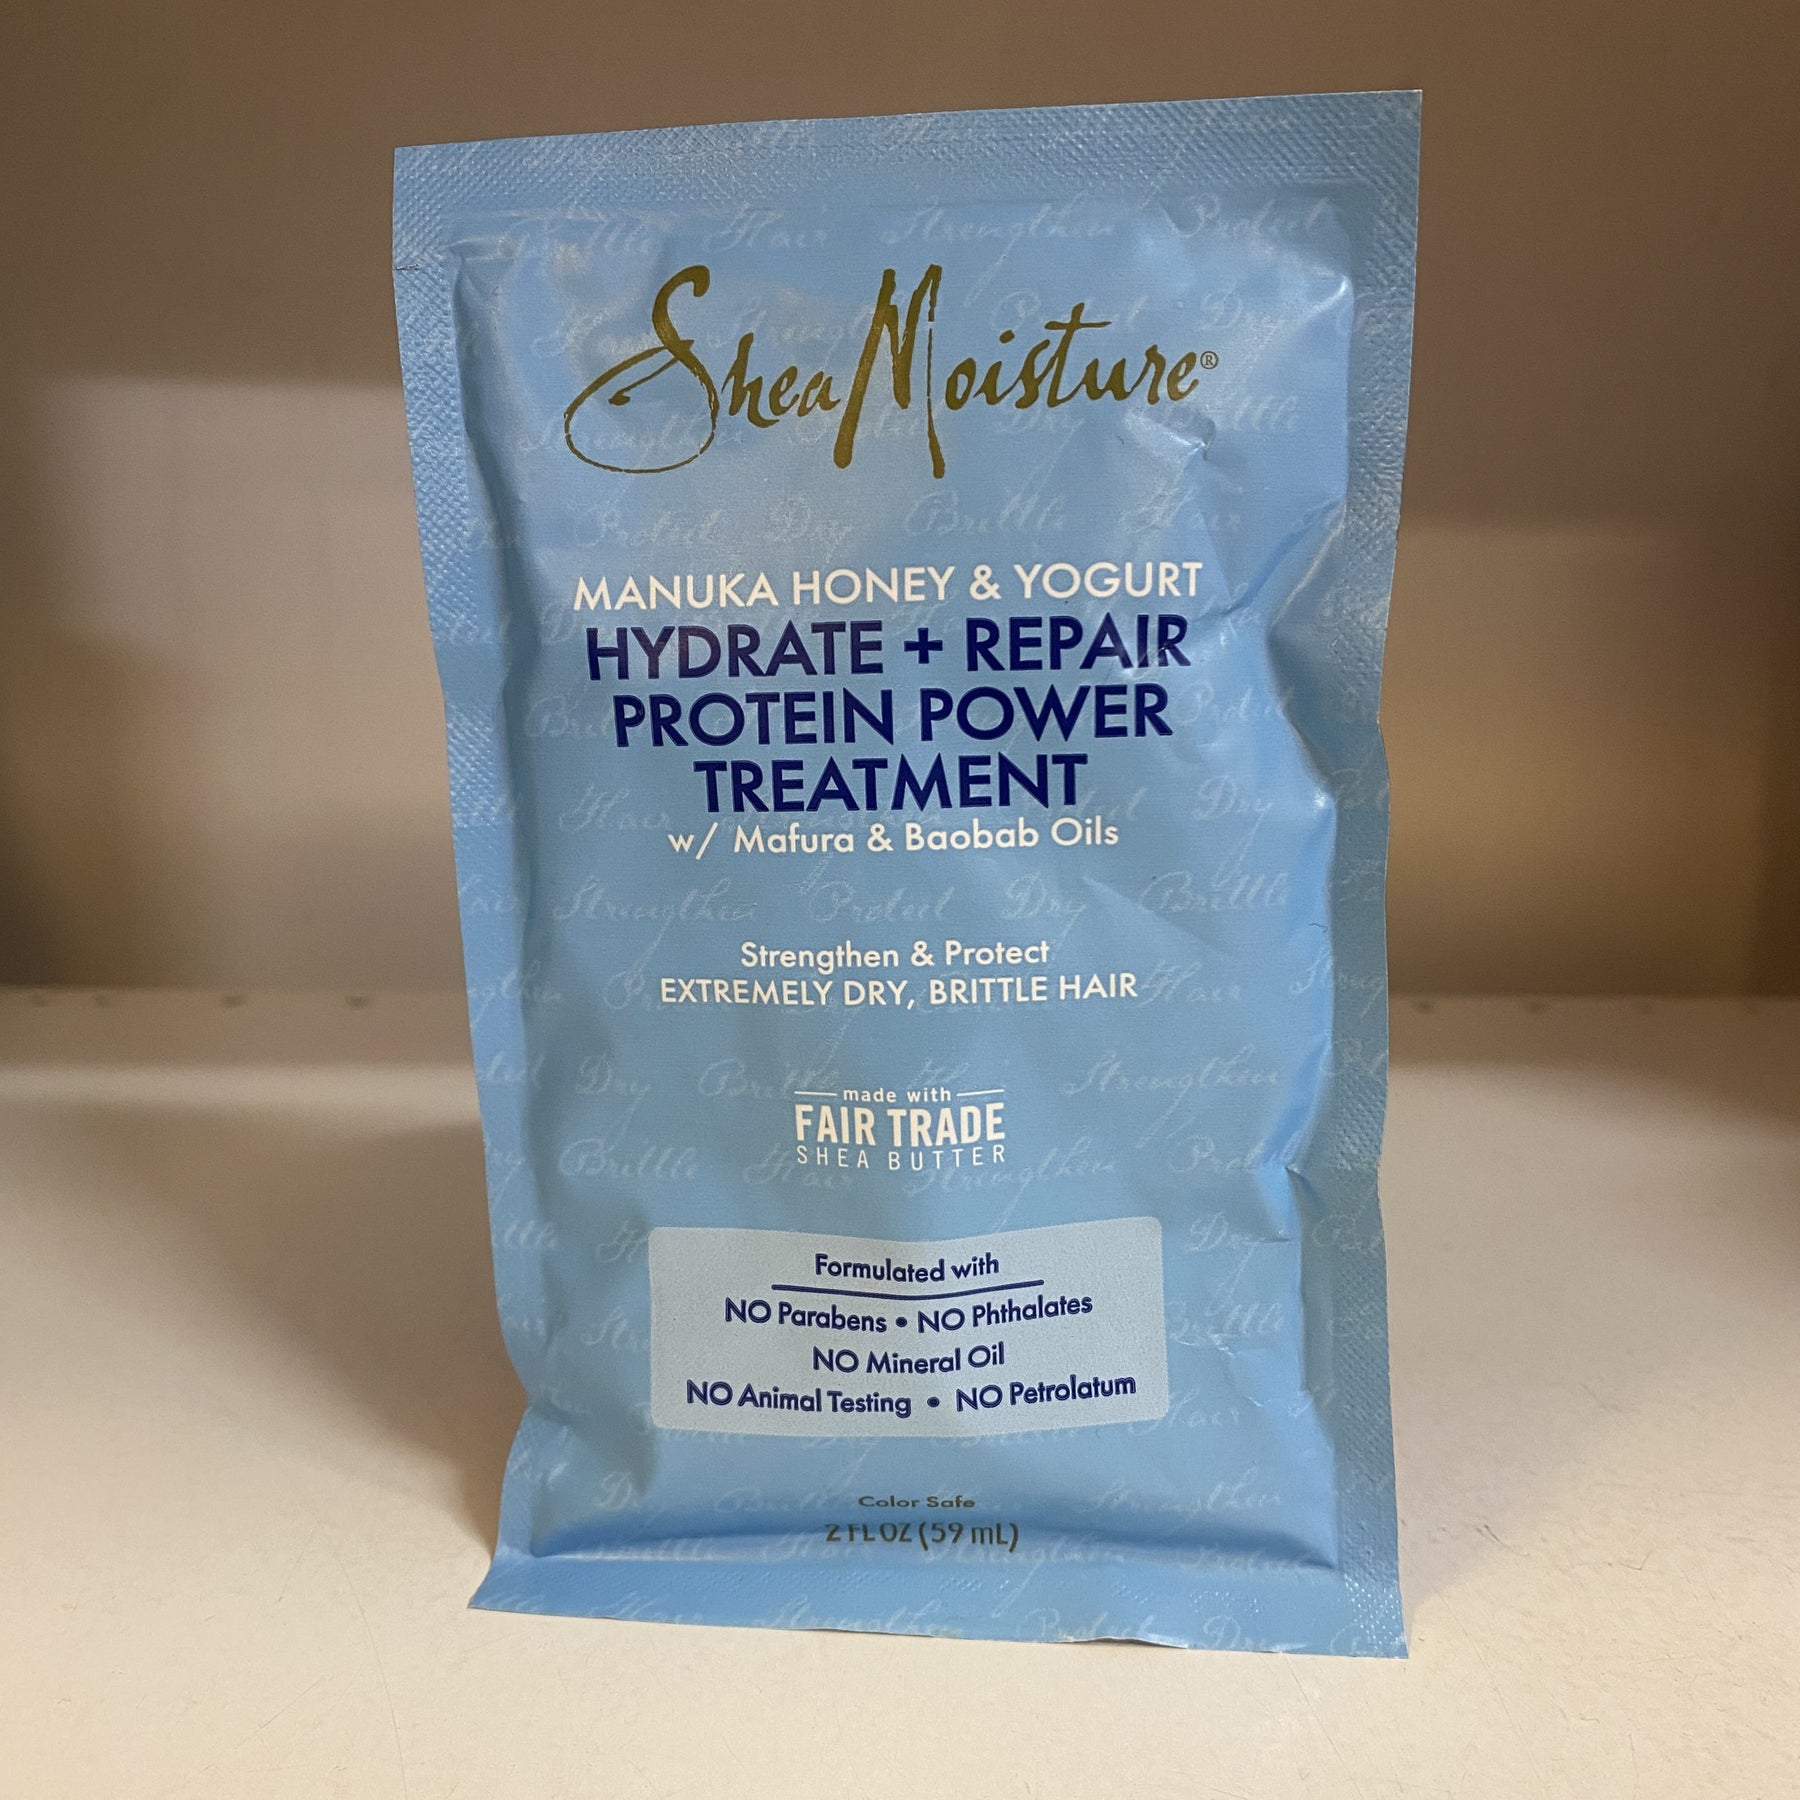 SheaMoisture®
MANUKA HONEY & YOGURT
HYDRATE + REPAIR
PROTEIN POWER
TREATMENT
w/ Mafura & Baobab Oils
Strengthen & Protect
EXTREMELY DRY, BRITTLE HAIR
made with
FAIR TRADE
SHEA BUTTER
Formulated with
NO Parabens • NO Phthalates
NO Mineral Oil
NO Animal Testing • NO Petrolatum
Color Safe
2 FL OZ (59 mL)